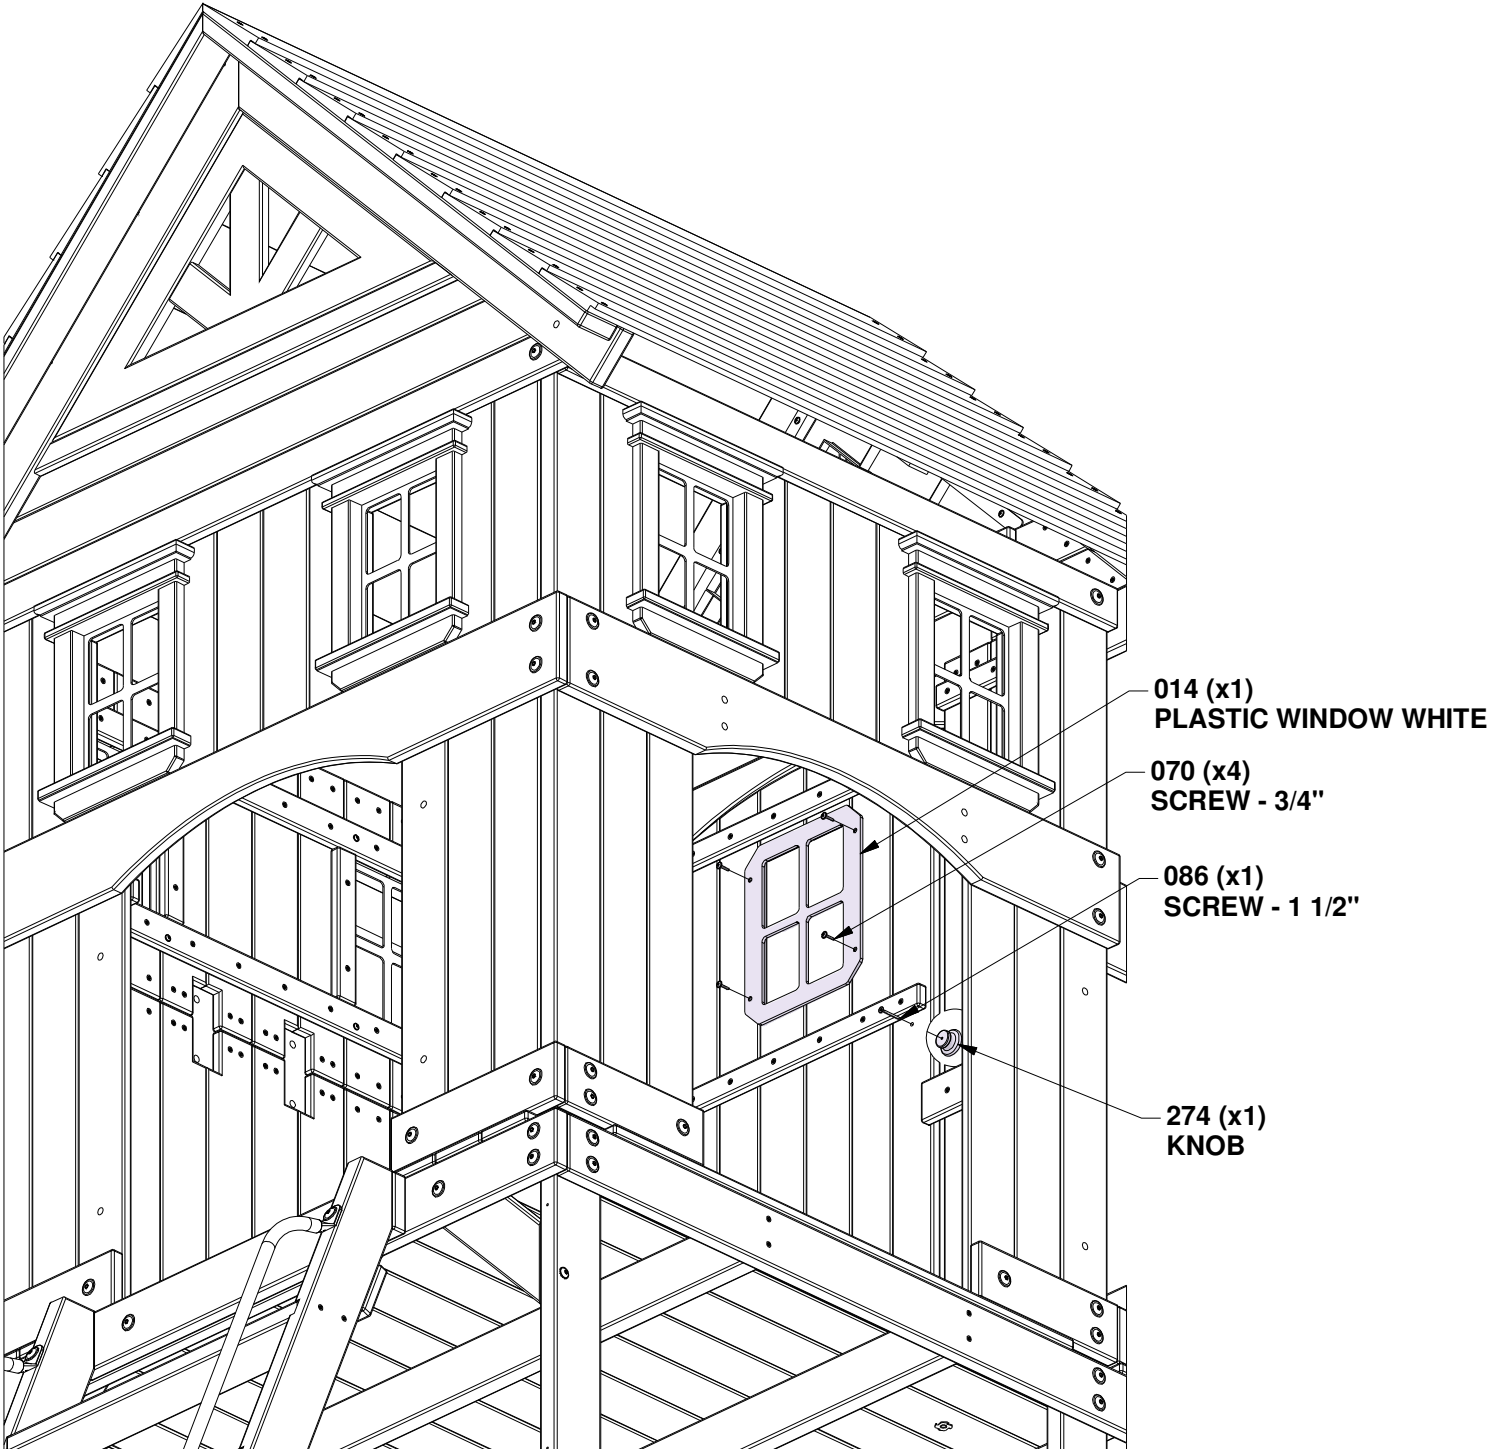 014 (x1)
PLASTIC WINDOW WHITE
070 (x4)
SCREW - 3/4"
086 (x1)
SCREW - 1 1/2"
274 (x1)
KNOB